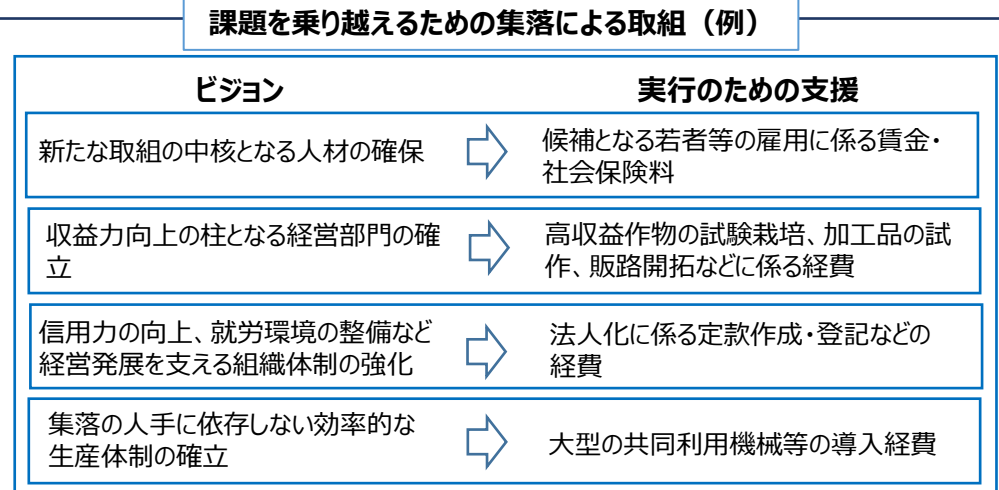 課題を乗り越えるための集落による取組（例）
ビジョン
実行のための支援
新たな取組の中核となる人材の確保
候補となる若者等の雇用に係る賃金・
社会保険料
収益力向上の柱となる経営部門の確
立
高収益作物の試験栽培、加工品の試
作、販路開拓などに係る経費
信用力の向上、就労環境の整備など
経営発展を支える組織体制の強化
法人化に係る定款作成・登記などの
経費
集落の人手に依存しない効率的な
生産体制の確立
大型の共同利用機械等の導入経費